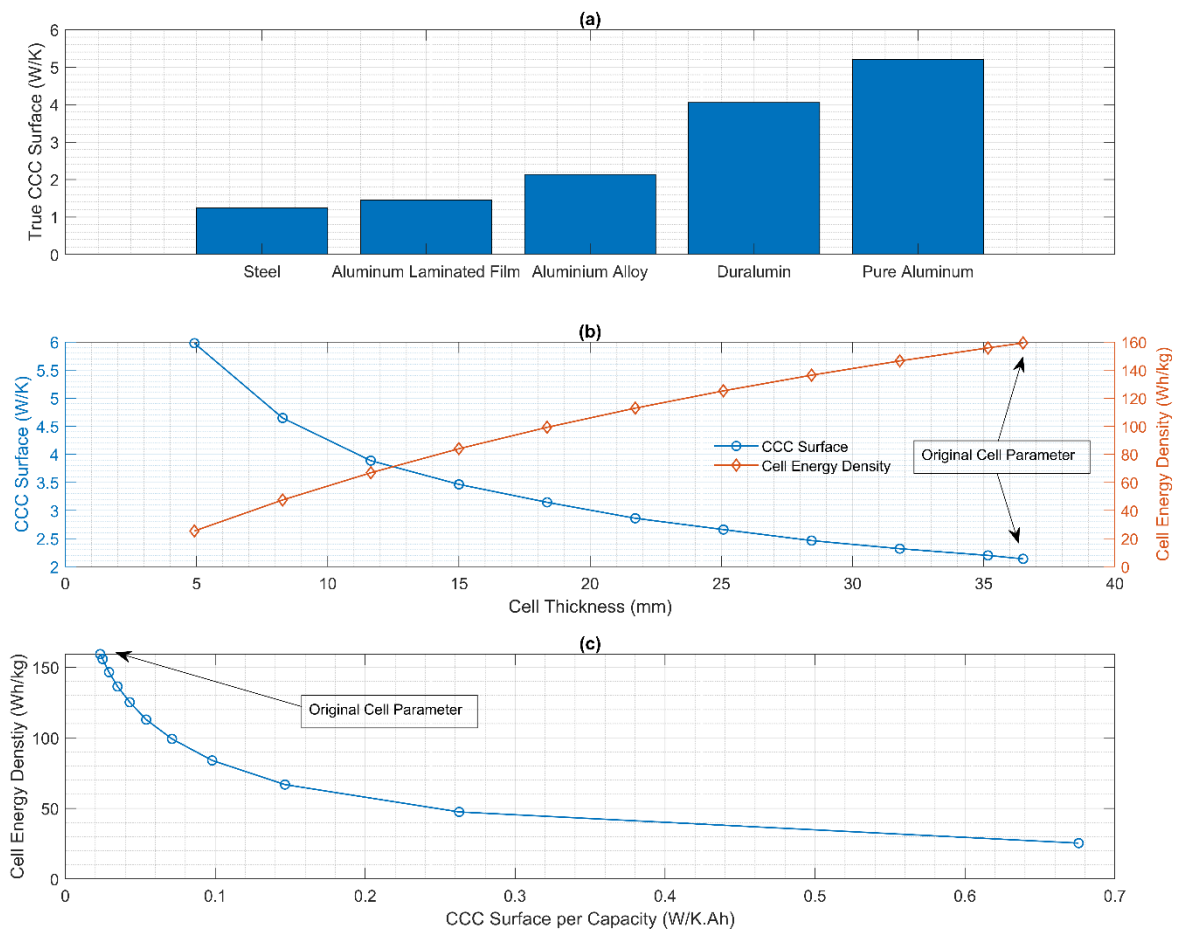 (a)
True CCC Surface (W/K)
6
5
4
3
2
1
0
Steel
Aluminum Laminated Film
Aluminium Alloy
Duralumin
Pure Aluminum
(b)
CCC Surface (W/K)
6
5.5
5
4.5
4
3.5
3
2.5
2
CCC Surface
Cell Energy Density
Original Cell Parameter
160
140
120
100
80
60
40
20
0
Cell Energy Density (Wh/kg)
0 5 10 15 20 25 30 35 40
Cell Thickness (mm)
(c)
Cell Energy Denstiy (Wh/kg)
150
100
50
0
Original Cell Parameter
0 0.1 0.2 0.3 0.4 0.5 0.6 0.7
CCC Surface per Capacity (W/K.Ah)